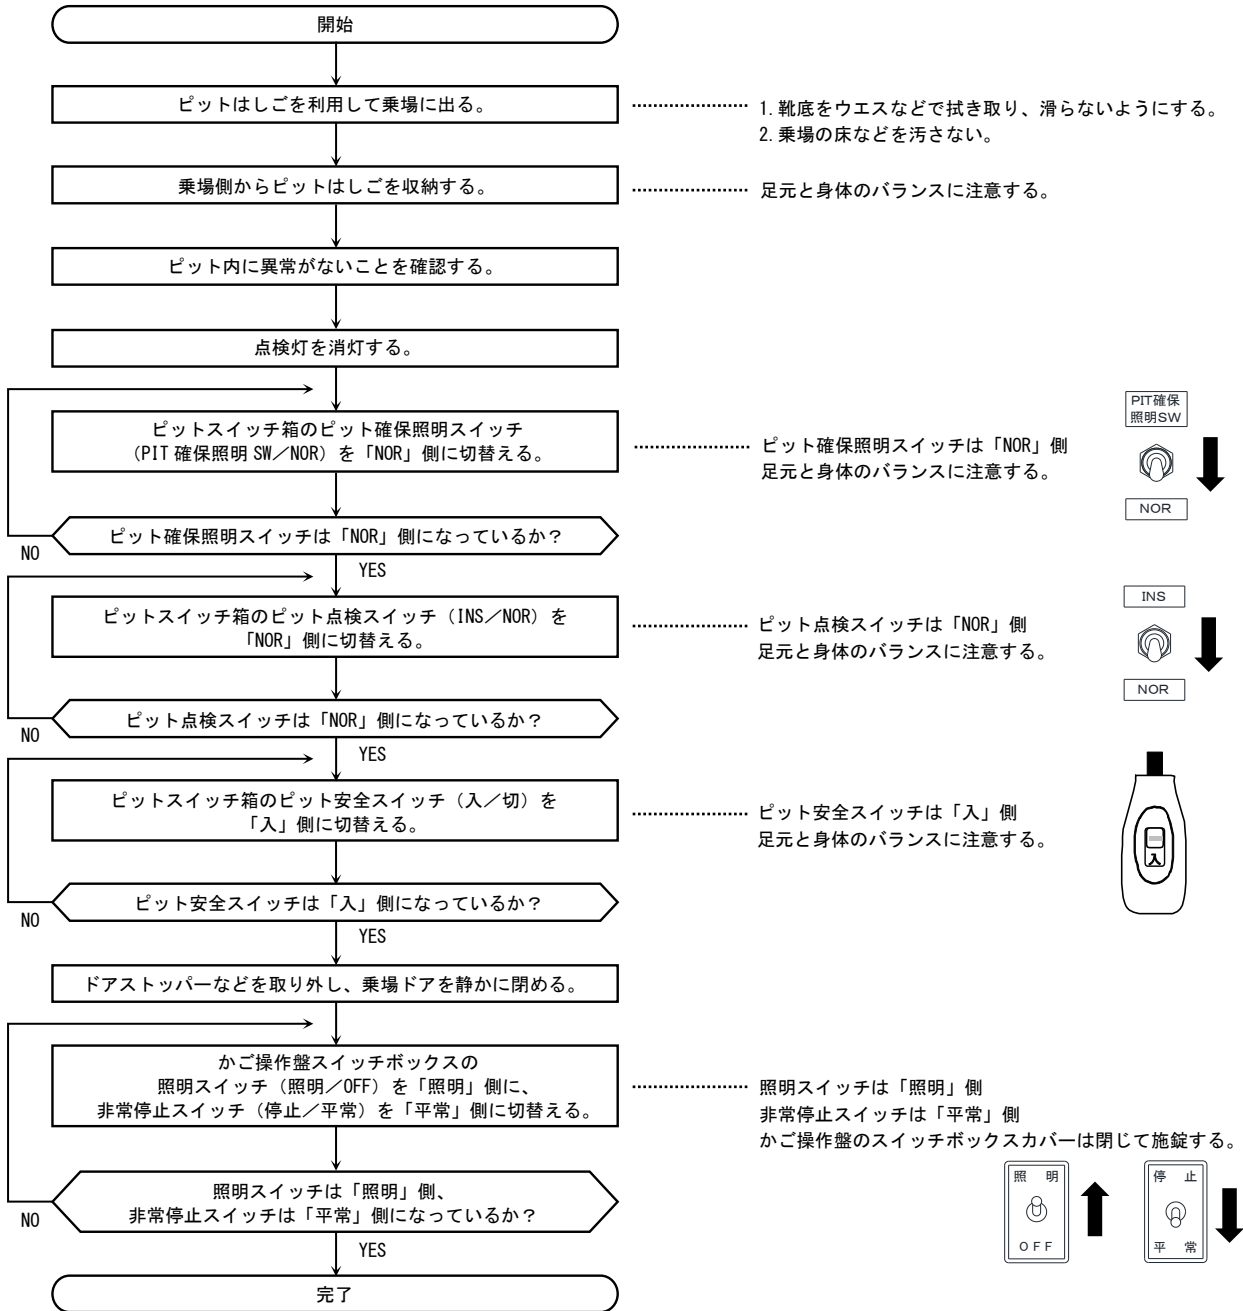 開始
ピットはしごを利用して乗場に出る。
1. 靴底をウエスなどで拭き取り、滑らないようにする。
2. 乗場の床などを汚さない。
乗場側からピットはしごを収納する。
足元と身体のバランスに注意する。
ピット内に異常がないことを確認する。
点検灯を消灯する。
ピットスイッチ箱のピット確保照明スイッチ
（PIT 確保照明 SW／NOR）を「NOR」側に切替える。
ピット確保照明スイッチは「NOR」側
足元と身体のバランスに注意する。
PIT確保
照明SW
NOR
ピット確保照明スイッチは「NOR」側になっているか？
NO
YES
ピットスイッチ箱のピット点検スイッチ（INS／NOR）を
「NOR」側に切替える。
ピット点検スイッチは「NOR」側
足元と身体のバランスに注意する。
INS
NOR
ピット点検スイッチは「NOR」側になっているか？
NO
YES
ピットスイッチ箱のピット安全スイッチ（入／切）を
「入」側に切替える。
ピット安全スイッチは「入」側
足元と身体のバランスに注意する。
入
ピット安全スイッチは「入」側になっているか？
NO
YES
ドアストッパーなどを取り外し、乗場ドアを静かに閉める。
かご操作盤スイッチボックスの
照明スイッチ（照明／OFF）を「照明」側に、
非常停止スイッチ（停止／平常）を「平常」側に切替える。
照明スイッチは「照明」側
非常停止スイッチは「平常」側
かご操作盤のスイッチボックスカバーは閉じて施錠する。
照 明
OFF
停 止
平 常
照明スイッチは「照明」側、
非常停止スイッチは「平常」側になっているか？
NO
YES
完了